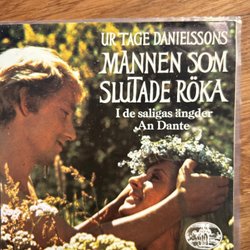 UR TAGE DANIELSSONS
MANNEN SOM
SLUTADE RÖKA
I de saligas ängder
An Dante